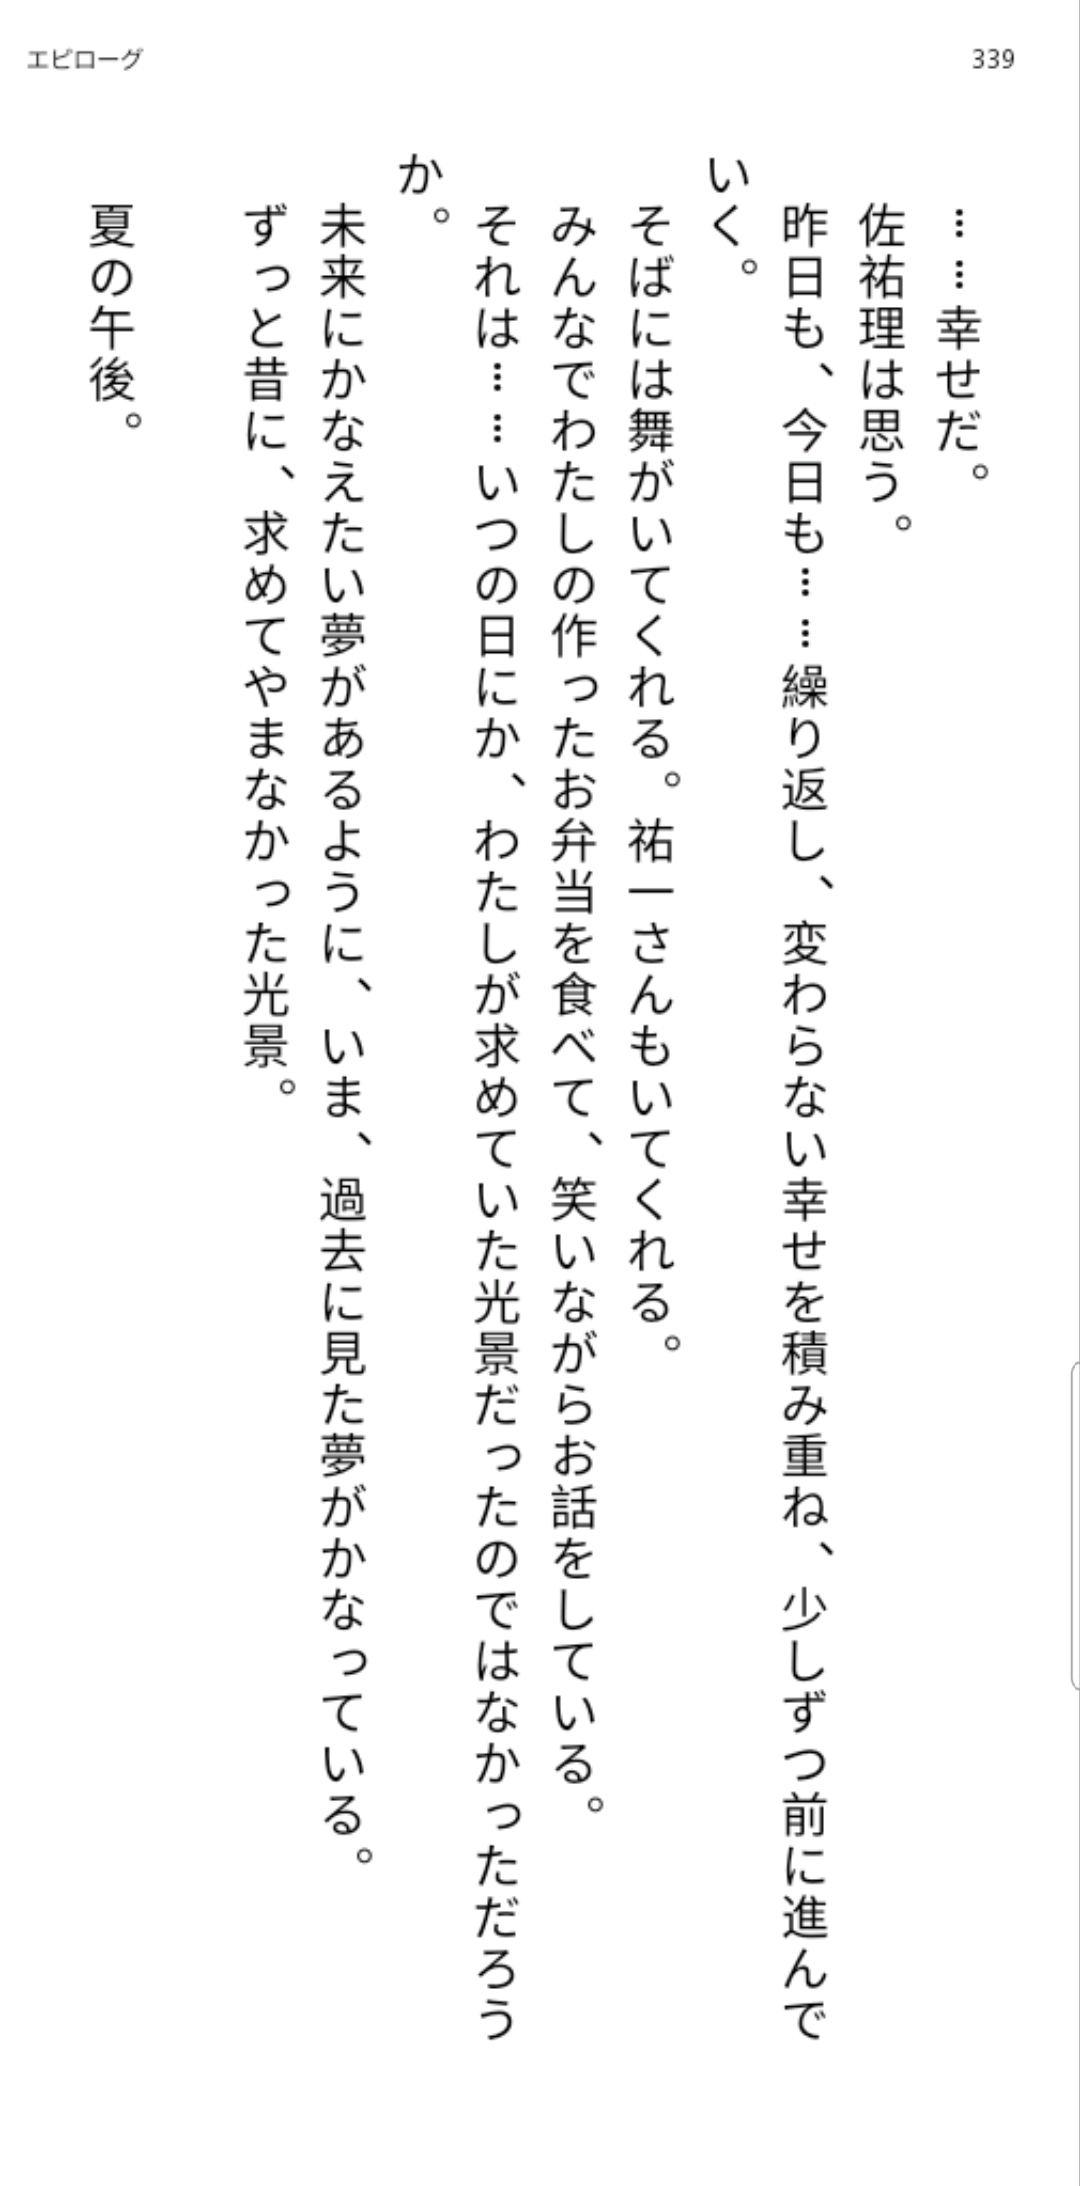 エピローグ
339
……幸せだ。
佐祐理は思う。
昨日も、今日も……繰り返し、変わらない幸せを積み重ね、少しずつ前に進んで
いく。
そばには舞がいてくれる。祐一さんもいてくれる。
みんなでわたしの作ったお弁当を食べて、笑いながらお話をしている。
それは……いつの日にか、わたしが求めていた光景だったのではなかっただろう
か。
未来にかなえたい夢があるように、いま、過去に見た夢がかなっている。
ずっと昔に、求めてやまなかった光景。
夏の午後。